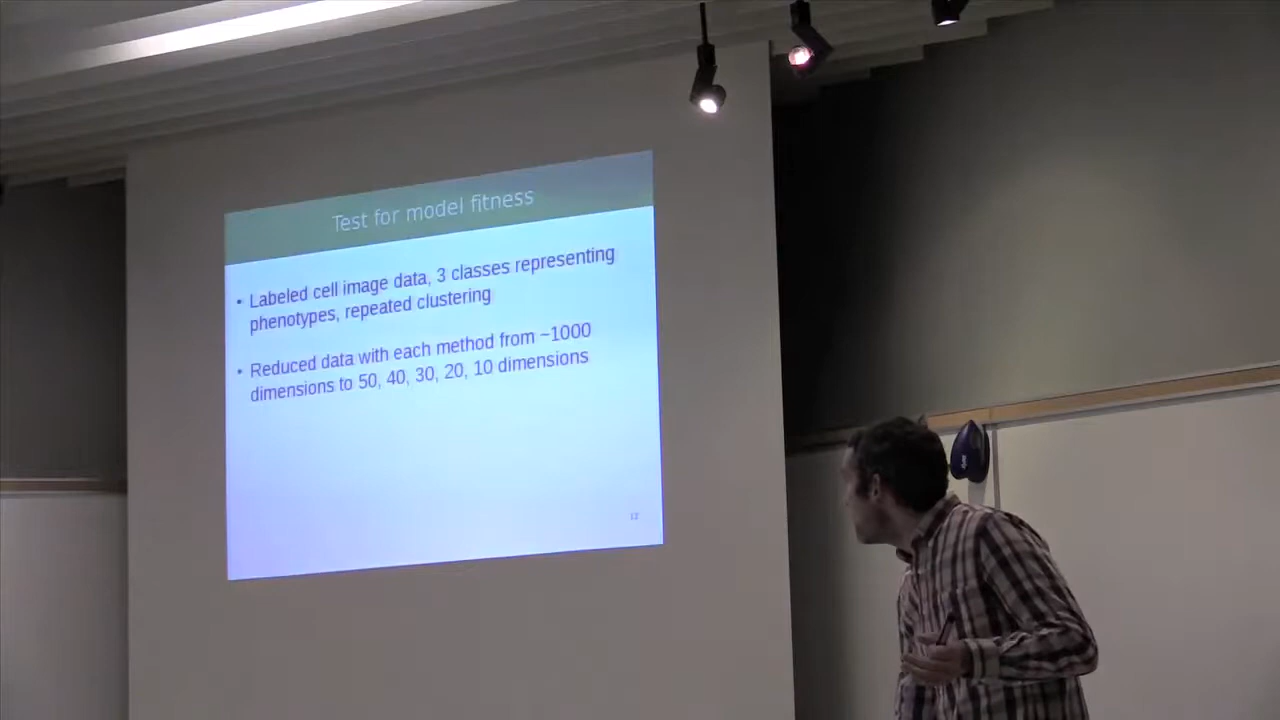 Test for model fitness
• Labeled cell image data, 3 classes representing
phenotypes, repeated clustering
• Reduced data with each method from ~1000
dimensions to 50, 40, 30, 20, 10 dimensions
12